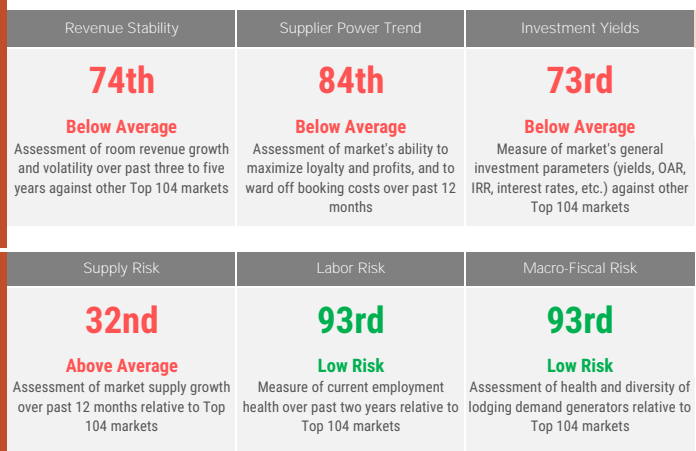 Revenue Stability
74th
Below Average
Assessment of room revenue growth
and volatility over past three to five
years against other Top 104 markets
Supplier Power Trend
84th
Below Average
Assessment of market's ability to
maximize loyalty and profits, and to
ward off booking costs over past 12
months
Investment Yields
73rd
Below Average
Measure of market's general
investment parameters (yields, OAR,
IRR, interest rates, etc.) against other
Top 104 markets
Supply Risk
32nd
Above Average
Assessment of market supply growth
over past 12 months relative to Top
104 markets
Labor Risk
93rd
Low Risk
Measure of current employment
health over past two years relative to
Top 104 markets
Macro-Fiscal Risk
93rd
Low Risk
Assessment of health and diversity of
lodging demand generators relative to
Top 104 markets